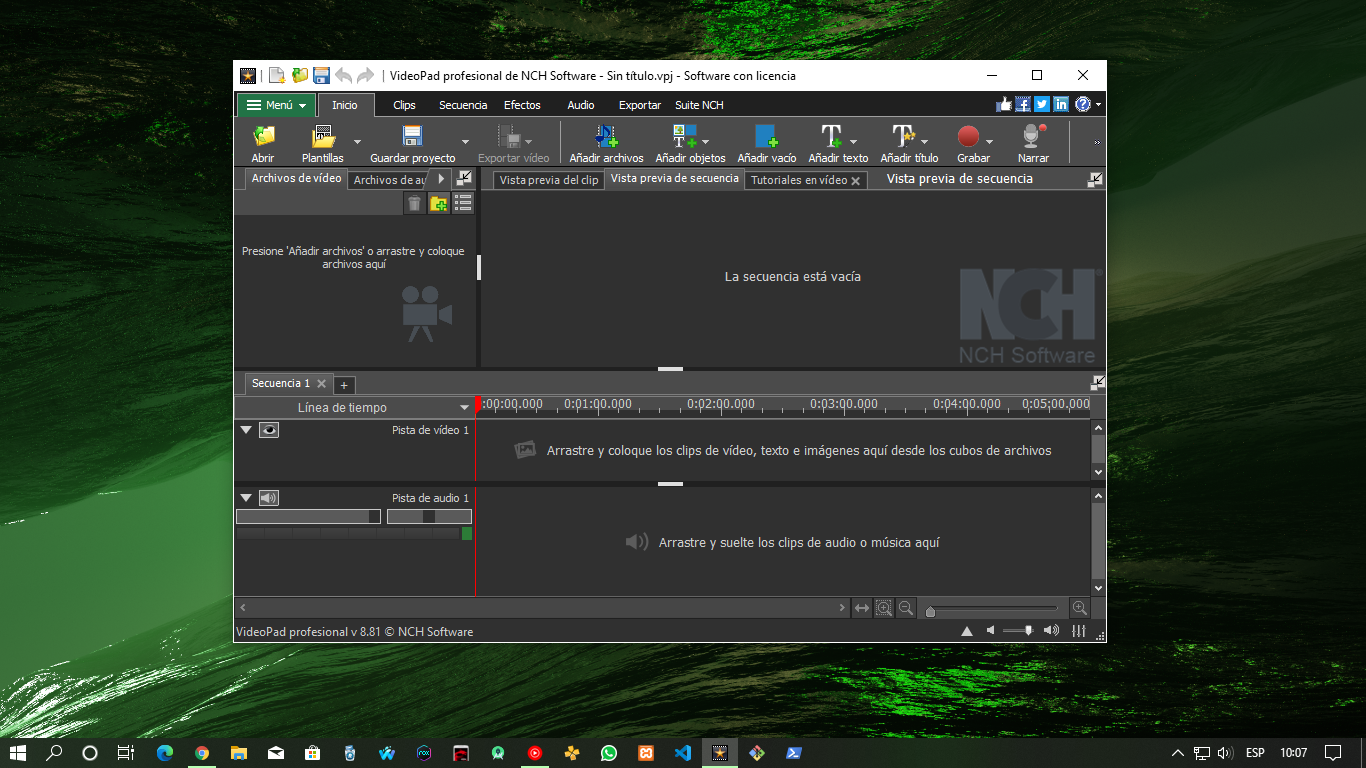 VideoPad profesional de NCH Software - Sin título.vpj - Software con licencia
Menú Inicio Clips Secuencia Efectos Audio Exportar Suite NCH
Abrir Plantillas Guardar proyecto Exportar vídeo Añadir archivos Añadir objetos Añadir vacío Añadir texto Añadir título Grabar Narrar
Archivos de vídeo Archivos de au
Vista previa del clip Vista previa de secuencia Tutoriales en vídeo Vista previa de secuencia
Presione 'Añadir archivos' o arrastre y coloque
archivos aquí
La secuencia está vacía
NCH
NCH Software
Secuencia 1
Línea de tiempo
:00:00.000 0:01:00.000 0:02:00.000 0:03:00.000 0:04:00.000 0:05:00.000
Pista de vídeo 1
Arrastre y coloque los clips de vídeo, texto e imágenes aquí desde los cubos de archivos
Pista de audio 1
Arrastre y suelte los clips de audio o música aquí
VideoPad profesional v 8.81 © NCH Software
ESP 10:07